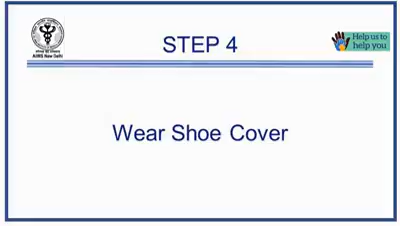 STEP 4
Help us to
help you
AIIMS New Delhi
Wear Shoe Cover